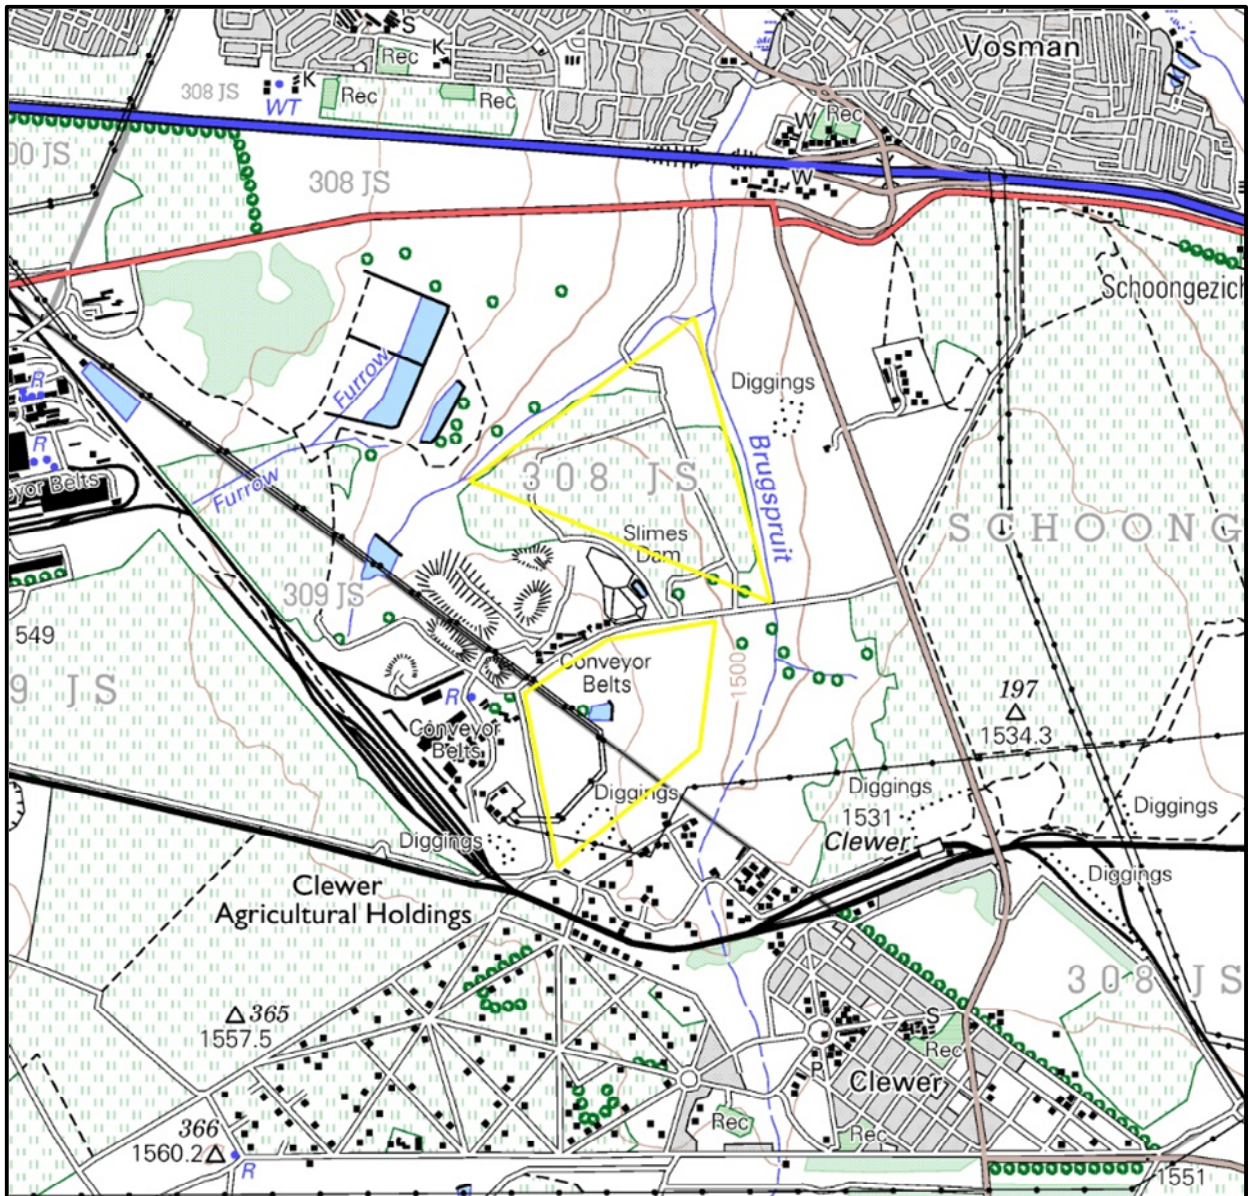 S
K
Vosman
Rec
308 JS
K
WT
Rec
Rec
W
Rec
00 JS
308 JS
W
Schoongezich
Furrow
R
Diggings
R
Furrow
308 JS
Brugspruit
yor Belts
Slimes
Dam
SCHOONG
309 JS
549
9 JS
Conveyor
Belts
1500
197
1534.3
R
Conveyor
Belts
Diggings
Diggings
1531
Clewer
Diggings
Diggings
Diggings
Clewer
Agricultural Holdings
308 JS
365
1557.5
S
Rec
P
Clewer
366
1560.2
R
Rec
Rec
1551